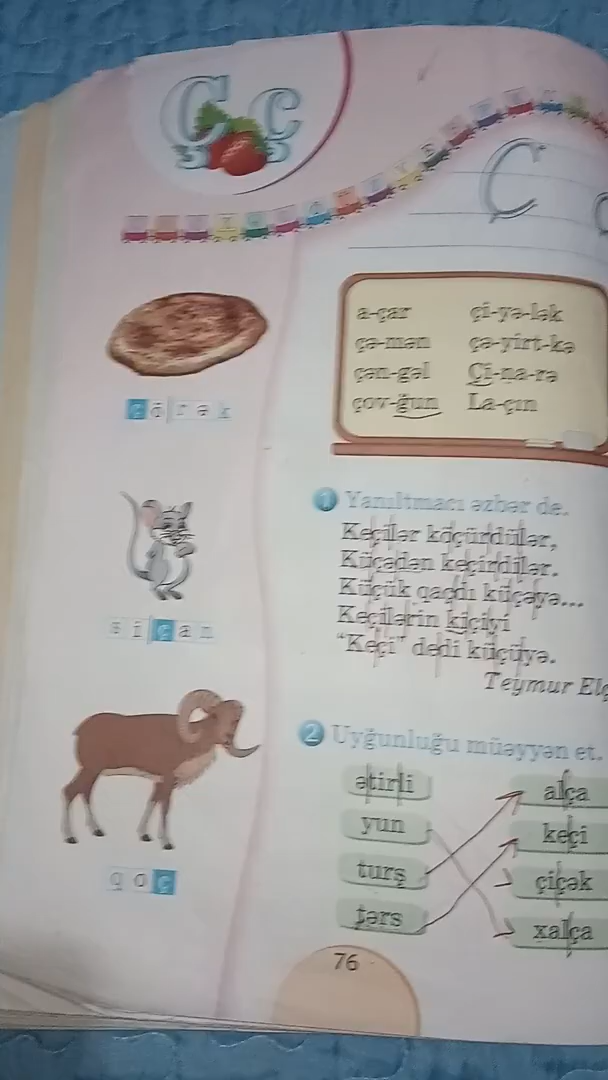 Ç ç
Ç
çörək
siçan
qoç
a-çar çi-yə-lək
çə-mən çə-yirt-kə
çən-gəl Çi-na-rə
çov-ğun La-çın
1 Yanıltmacı əzbər de.
Keçilər köçürdülər,
Küçədən keçirdilər.
Küçük qaçdı küçəyə...
Keçilərin kiçiyi
"Keçi" dedi küçüyə.
Teymur
2 Uyğunluğu müəyyən et.
ətirli alça
yun keçi
turş çiçək
tərs xalça
76